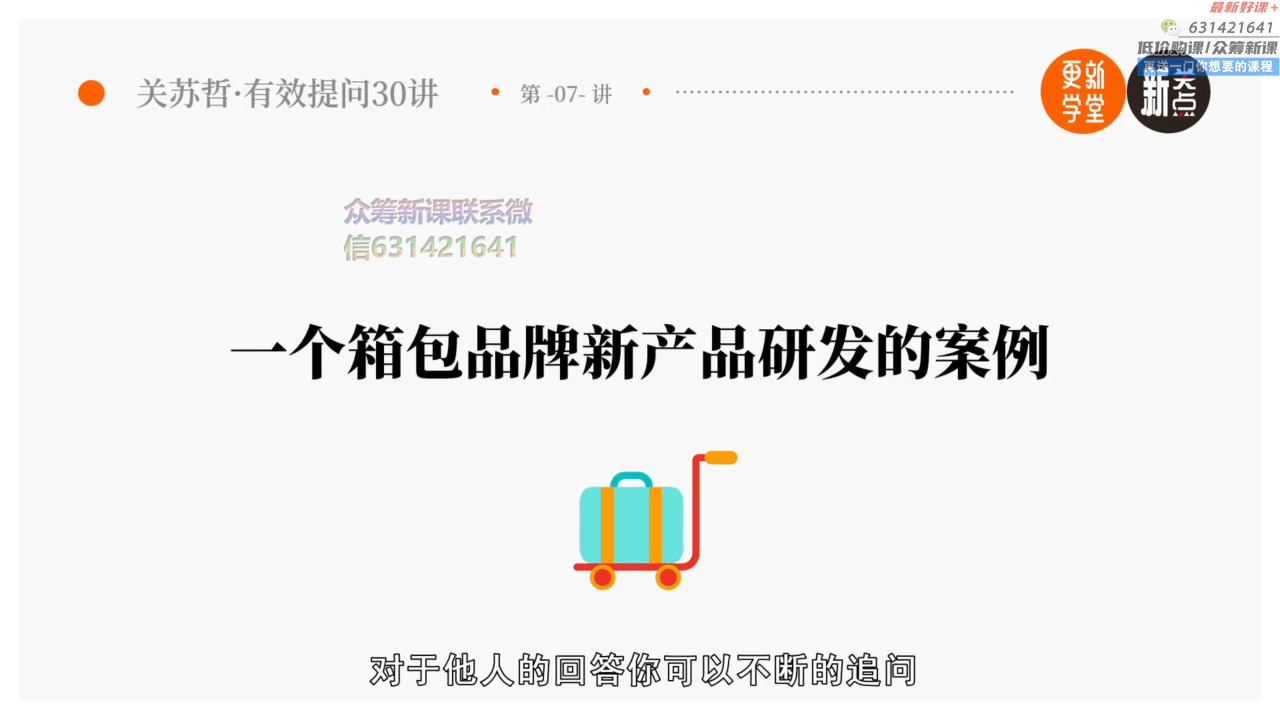 最新好课+
631421641
低价购课/众筹新课
再送一门你想要的课程
关苏哲·有效提问30讲
第 -07- 讲
更新
学堂
新关点
众筹新课联系微
信631421641
一个箱包品牌新产品研发的案例
对于他人的回答你可以不断的追问